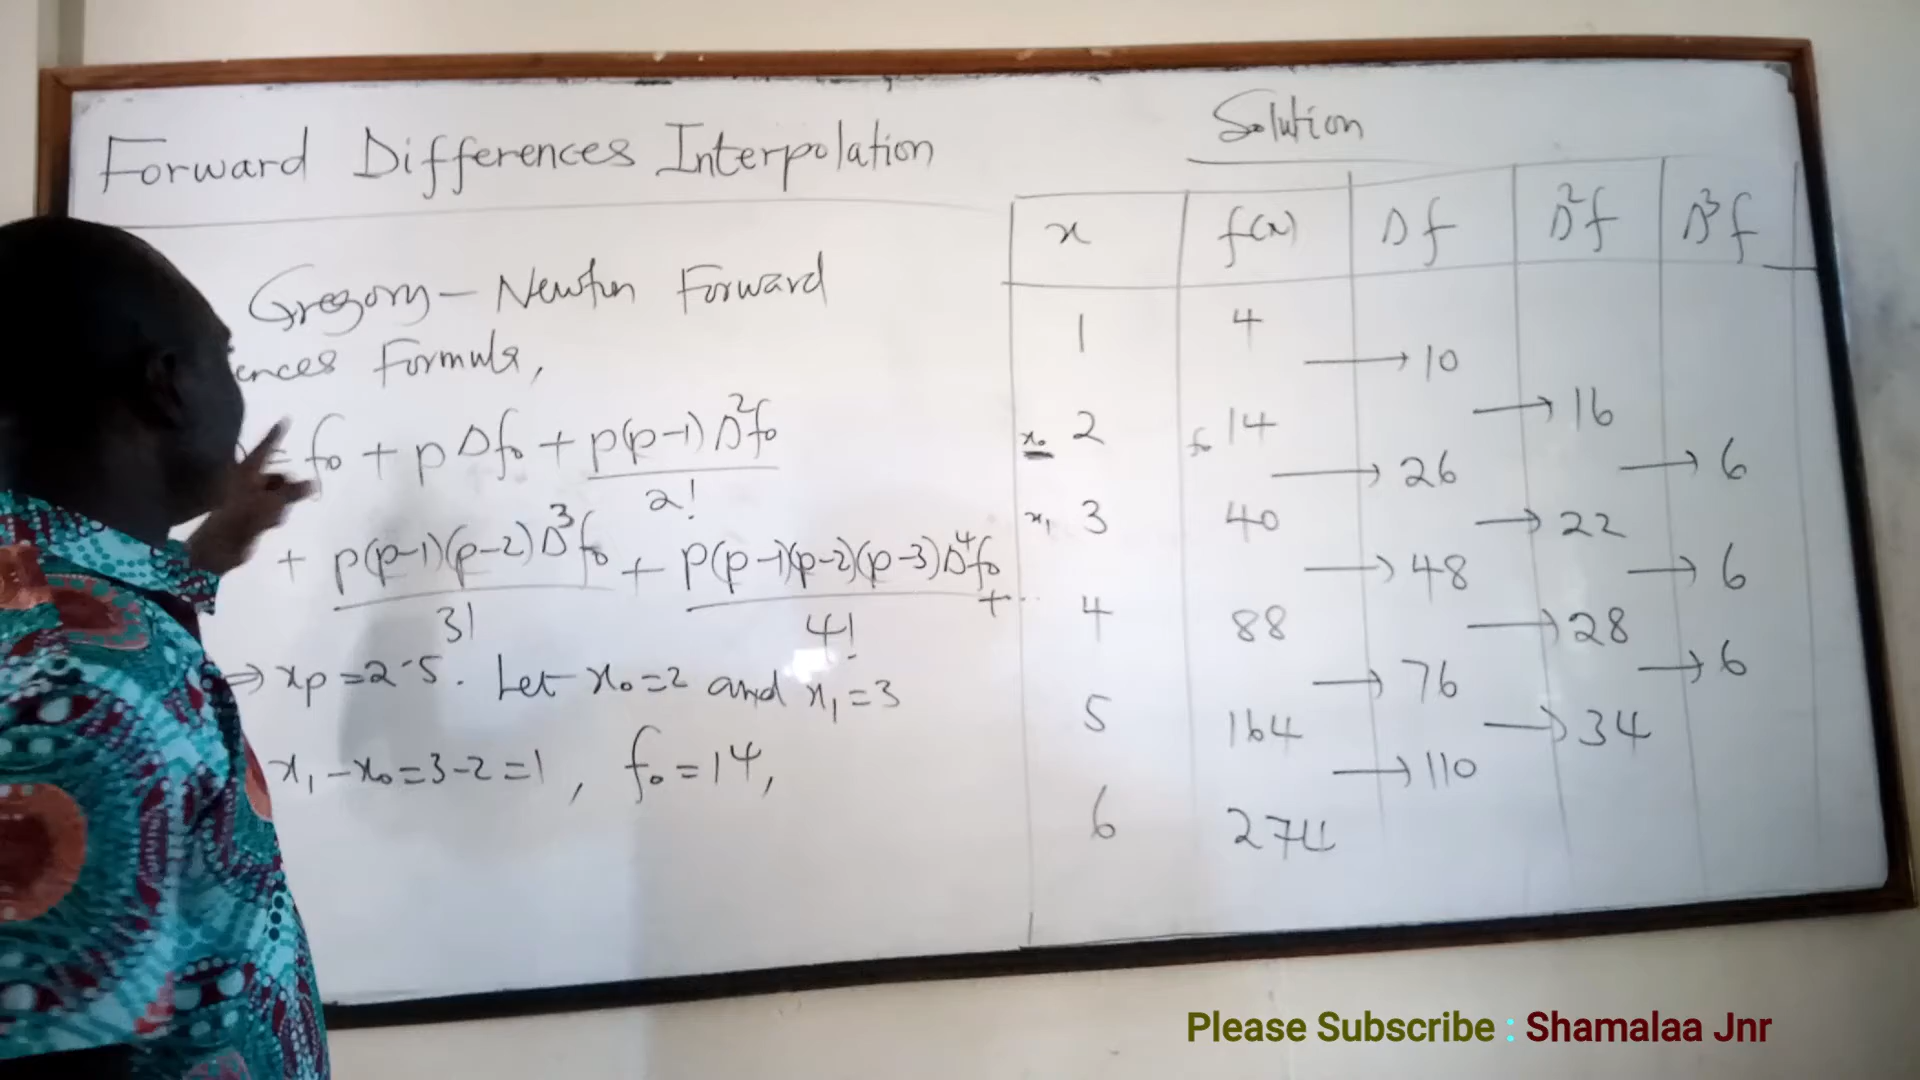 Forward Differences Interpolation
Gregory - Newton Forward
ences Formula,
= f₀ + pΔf₀ + p(p-1)Δ²f₀ / 2!
+ p(p-1)(p-2)Δ³f₀ / 3! + p(p-1)(p-2)(p-3)Δ⁴f₀ / 4! + ..
⇒ xp = 2.5. Let x₀ = 2 and x₁ = 3
x₁ - x₀ = 3 - 2 = 1, f₀ = 14,
Solution
x f(x) Δf Δ²f Δ³f
1 4
→ 10
→ 16
x₀ 2 f₀ 14
→ 26 → 6
x₁ 3 40 → 22
→ 48 → 6
4 88 → 28
→ 76 → 6
5 164 → 34
→ 110
6 274
Please Subscribe : Shamalaa Jnr